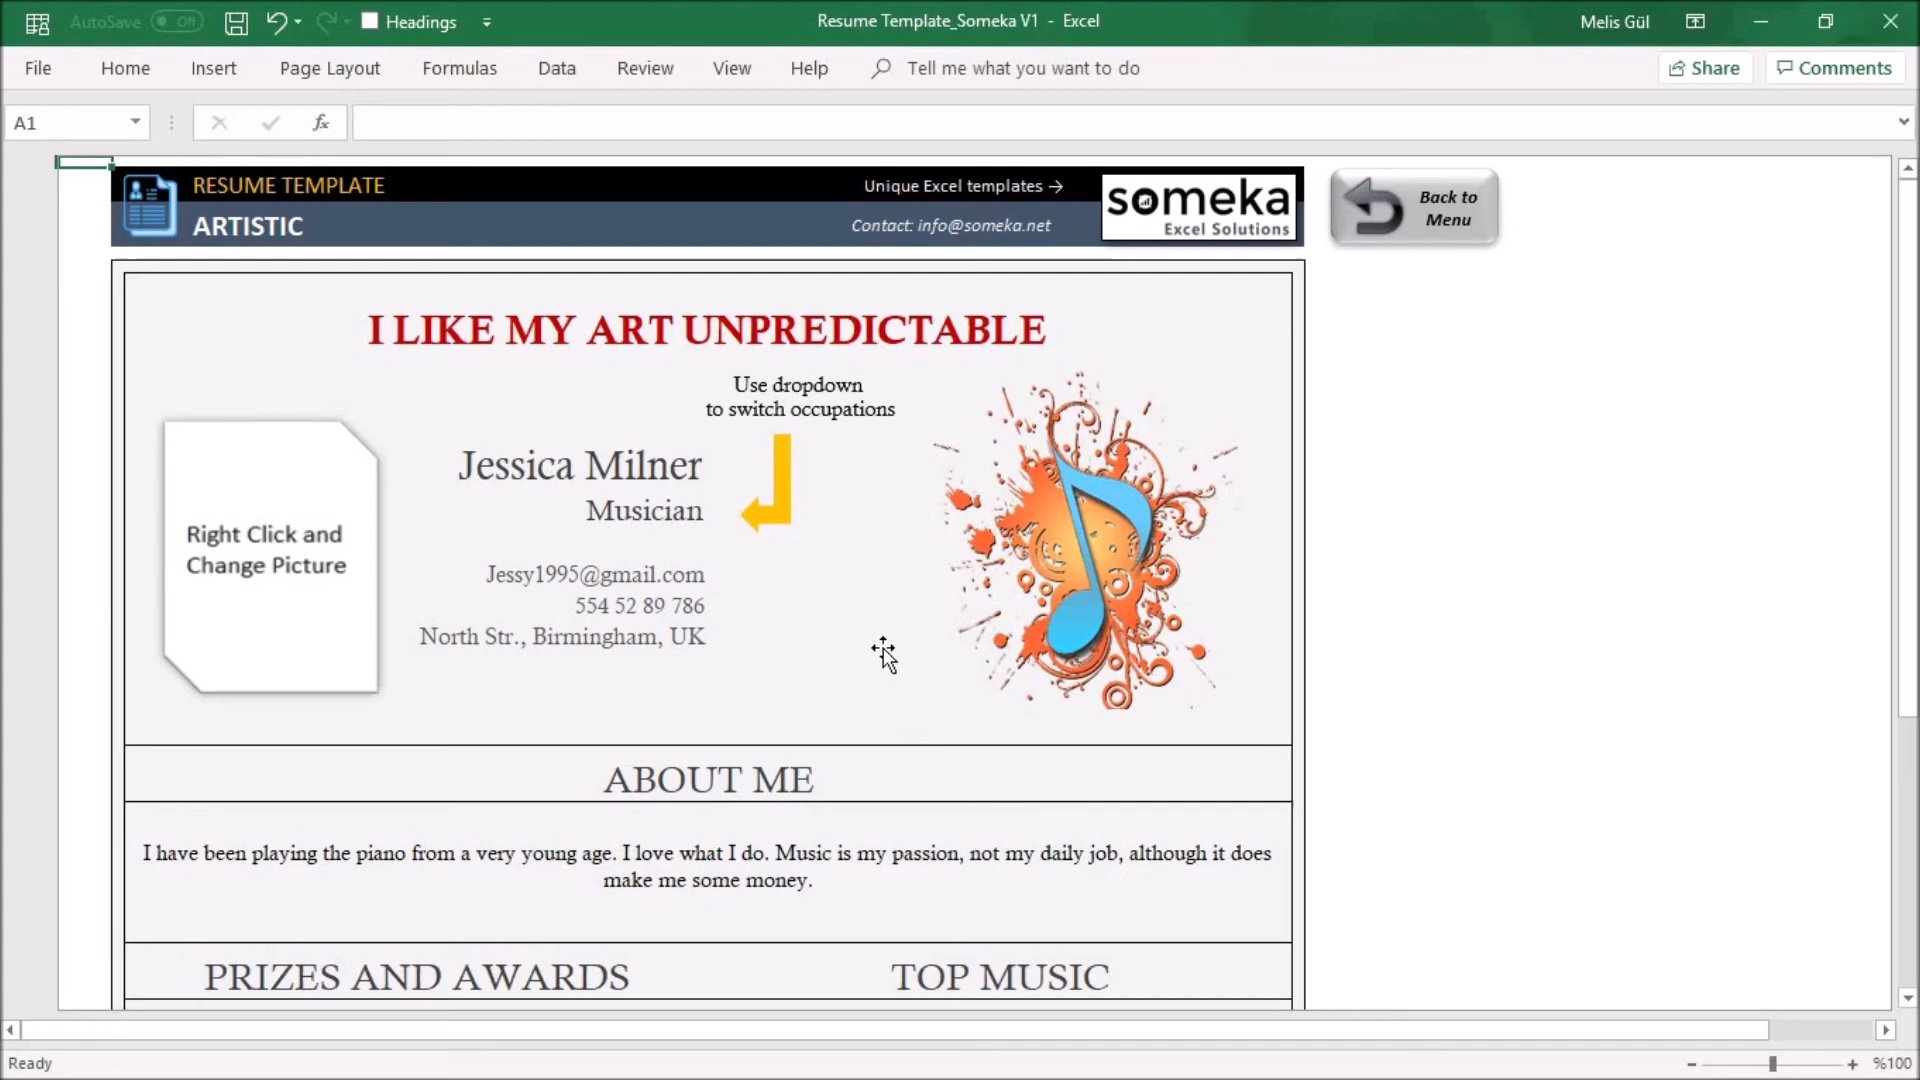 AutoSave Off Headings Resume Template_Someka V1 - Excel Melis Gül
File Home Insert Page Layout Formulas Data Review View Help Tell me what you want to do Share Comments
A1 fx
RESUME TEMPLATE
ARTISTIC
Unique Excel templates →
Contact: info@someka.net
someka
Excel Solutions
Back to
Menu
I LIKE MY ART UNPREDICTABLE
Use dropdown
to switch occupations
Right Click and
Change Picture
Jessica Milner
Musician
Jessy1995@gmail.com
554 52 89 786
North Str., Birmingham, UK
ABOUT ME
I have been playing the piano from a very young age. I love what I do. Music is my passion, not my daily job, although it does
make me some money.
PRIZES AND AWARDS TOP MUSIC
Ready %100